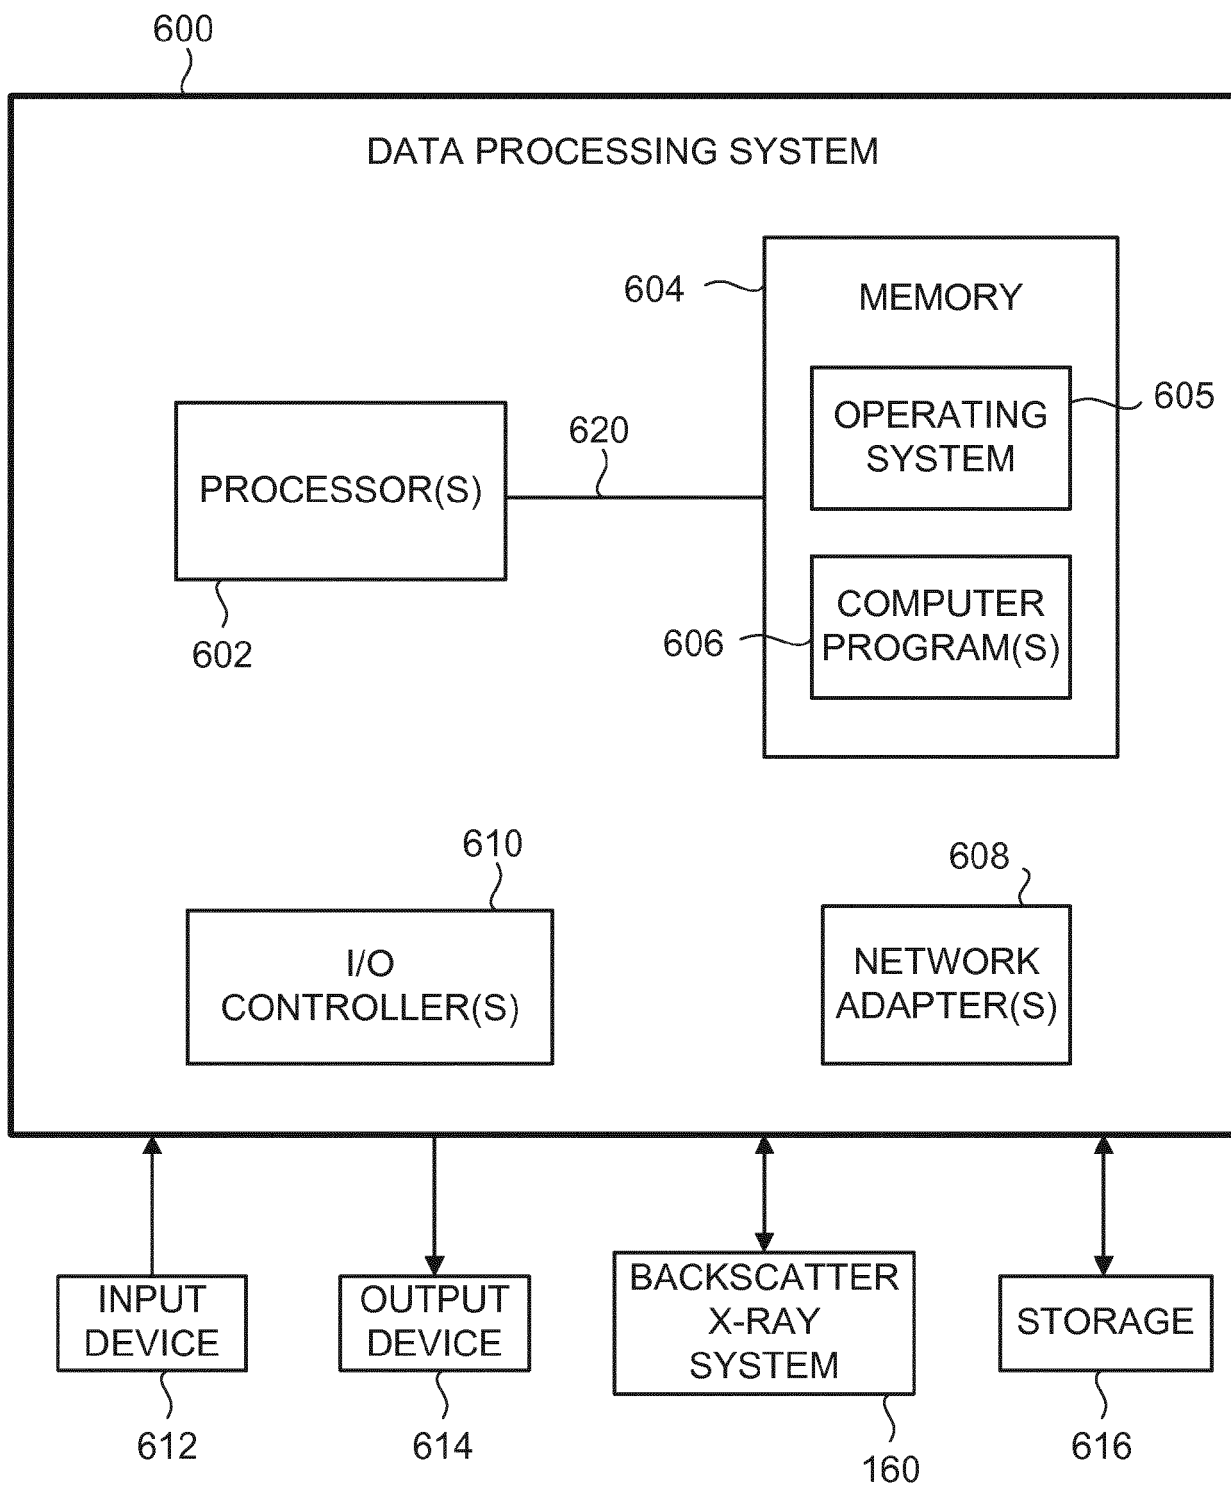 600
DATA PROCESSING SYSTEM
604
MEMORY
605
OPERATING
SYSTEM
620
PROCESSOR(S)
602
606
COMPUTER
PROGRAM(S)
610
608
I/O
CONTROLLER(S)
NETWORK
ADAPTER(S)
INPUT
DEVICE
OUTPUT
DEVICE
BACKSCATTER
X-RAY
SYSTEM
STORAGE
612
614
160
616